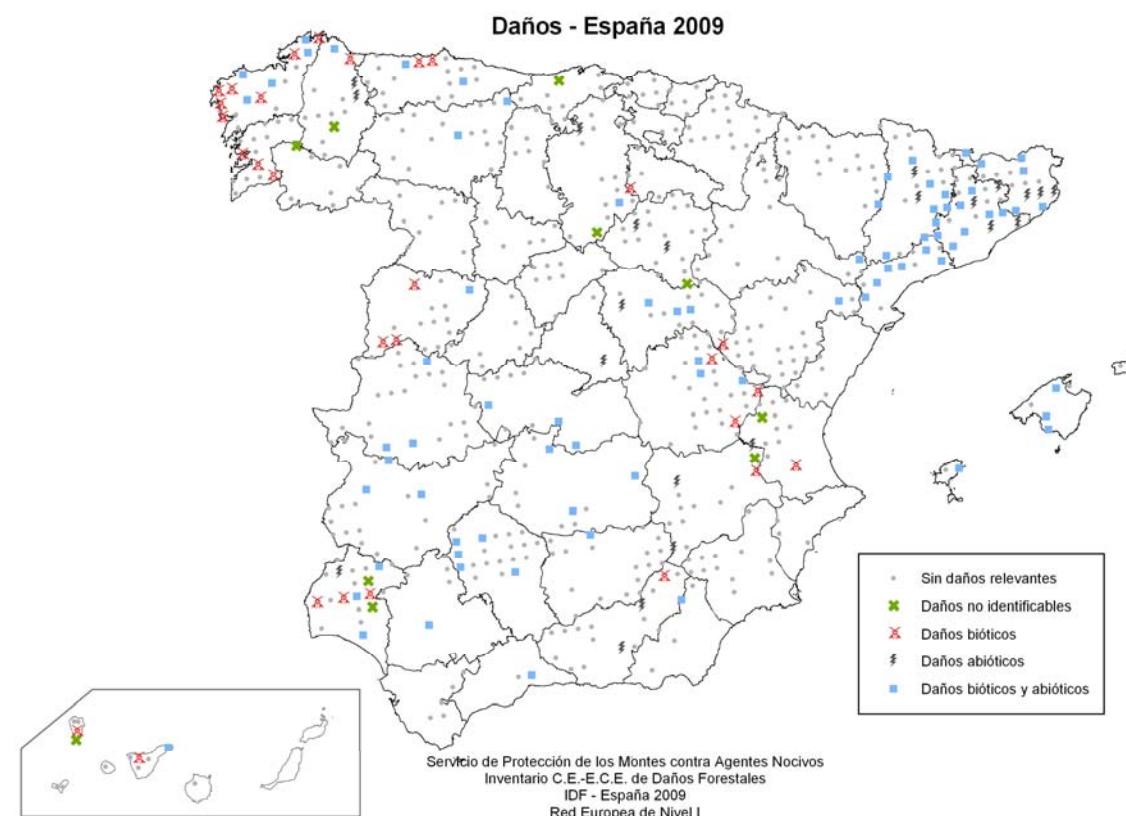 Daños - España 2009
Sin daños relevantes
Daños no identificables
Daños bióticos
Daños abióticos
Daños bióticos y abióticos
Servicio de Protección de los Montes contra Agentes Nocivos
Inventario C.E.-E.C.E. de Daños Forestales
IDF - España 2009
Red Europea de Nivel I